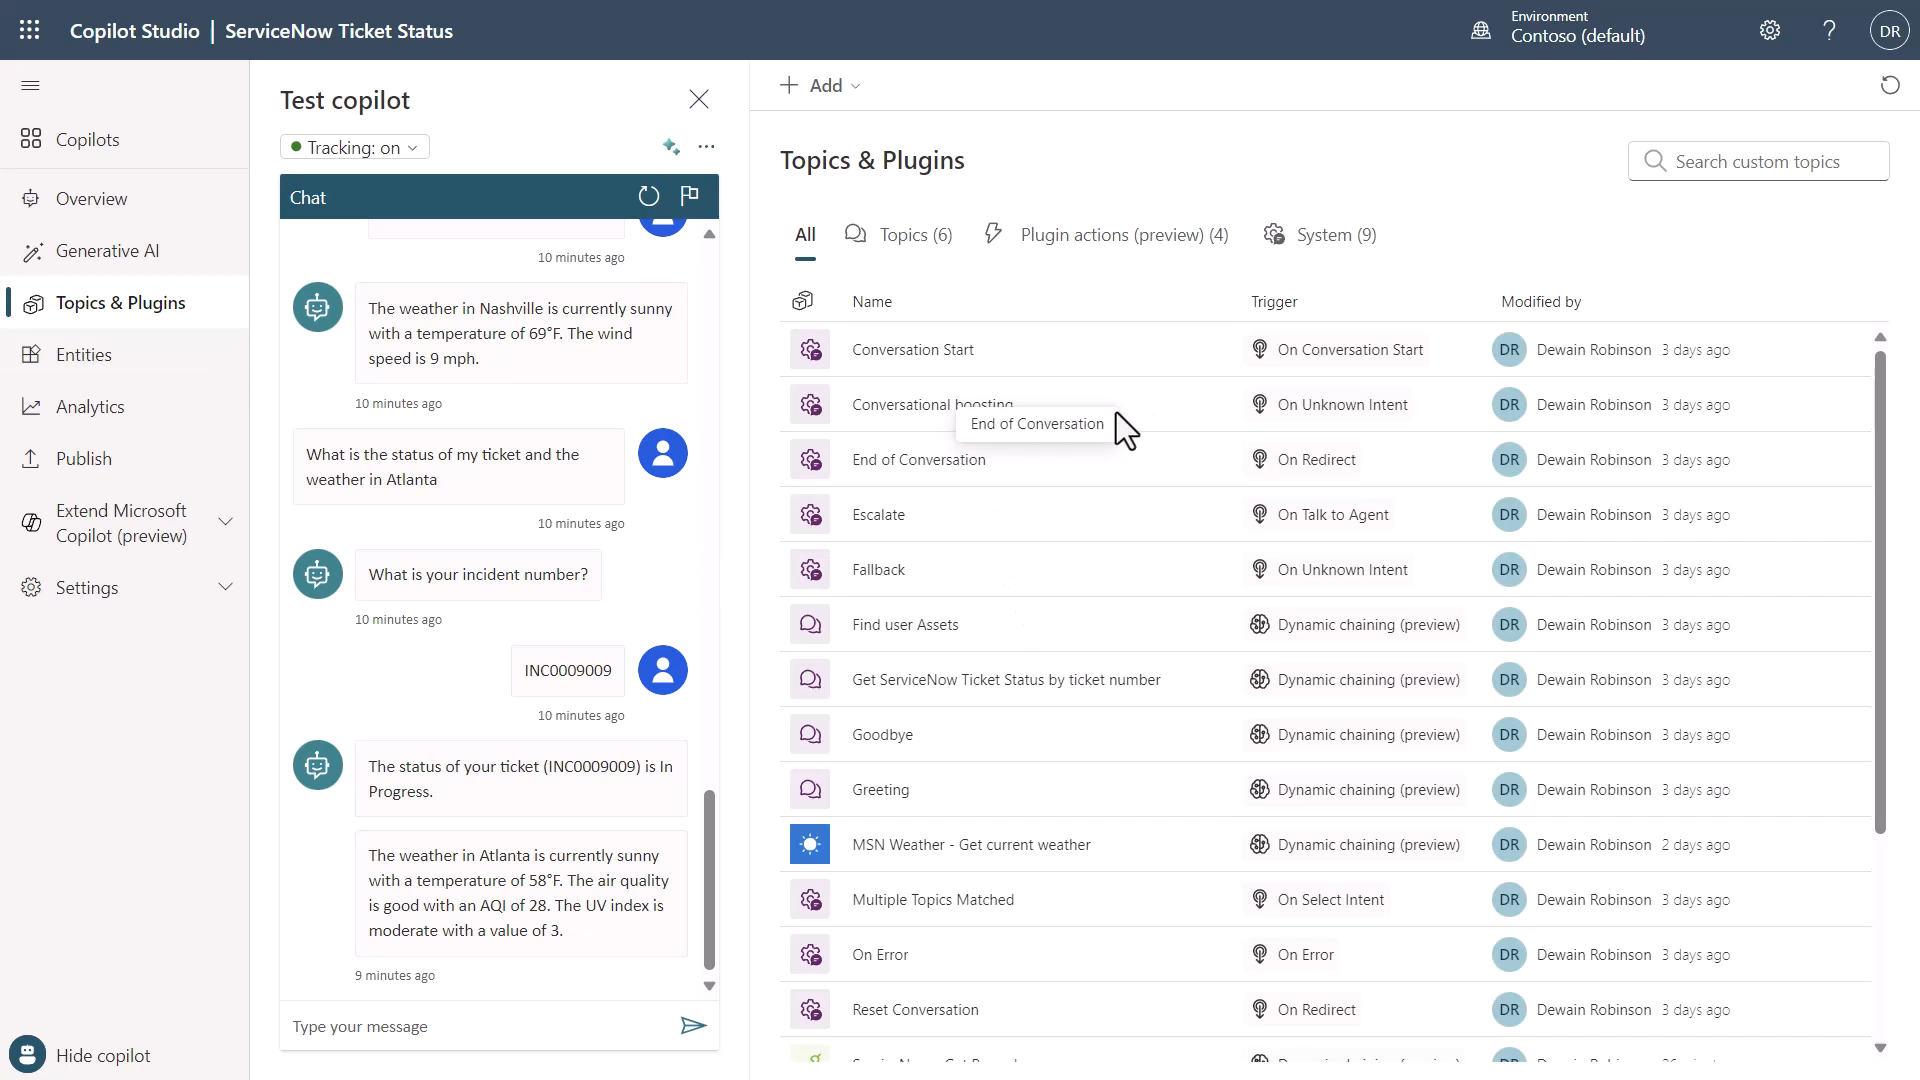 Copilot Studio | ServiceNow Ticket Status
Environment
Contoso (default)
?
DR
Copilots
Overview
Generative AI
Topics & Plugins
Entities
Analytics
Publish
Extend Microsoft
Copilot (preview)
Settings
Hide copilot
Test copilot
Tracking: on
Chat
10 minutes ago
The weather in Nashville is currently sunny
with a temperature of 69°F. The wind
speed is 9 mph.
10 minutes ago
What is the status of my ticket and the
weather in Atlanta
10 minutes ago
What is your incident number?
10 minutes ago
INC0009009
10 minutes ago
The status of your ticket (INC0009009) is In
Progress.
The weather in Atlanta is currently sunny
with a temperature of 58°F. The air quality
is good with an AQI of 28. The UV index is
moderate with a value of 3.
9 minutes ago
Type your message
Add
Topics & Plugins
Search custom topics
All
Topics (6)
Plugin actions (preview) (4)
System (9)
Name Trigger Modified by
Conversation Start On Conversation Start DR Dewain Robinson 3 days ago
Conversational boosting On Unknown Intent DR Dewain Robinson 3 days ago
End of Conversation
End of Conversation On Redirect DR Dewain Robinson 3 days ago
Escalate On Talk to Agent DR Dewain Robinson 3 days ago
Fallback On Unknown Intent DR Dewain Robinson 3 days ago
Find user Assets Dynamic chaining (preview) DR Dewain Robinson 3 days ago
Get ServiceNow Ticket Status by ticket number Dynamic chaining (preview) DR Dewain Robinson 3 days ago
Goodbye Dynamic chaining (preview) DR Dewain Robinson 3 days ago
Greeting Dynamic chaining (preview) DR Dewain Robinson 3 days ago
MSN Weather - Get current weather Dynamic chaining (preview) DR Dewain Robinson 2 days ago
Multiple Topics Matched On Select Intent DR Dewain Robinson 3 days ago
On Error On Error DR Dewain Robinson 3 days ago
Reset Conversation On Redirect DR Dewain Robinson 3 days ago